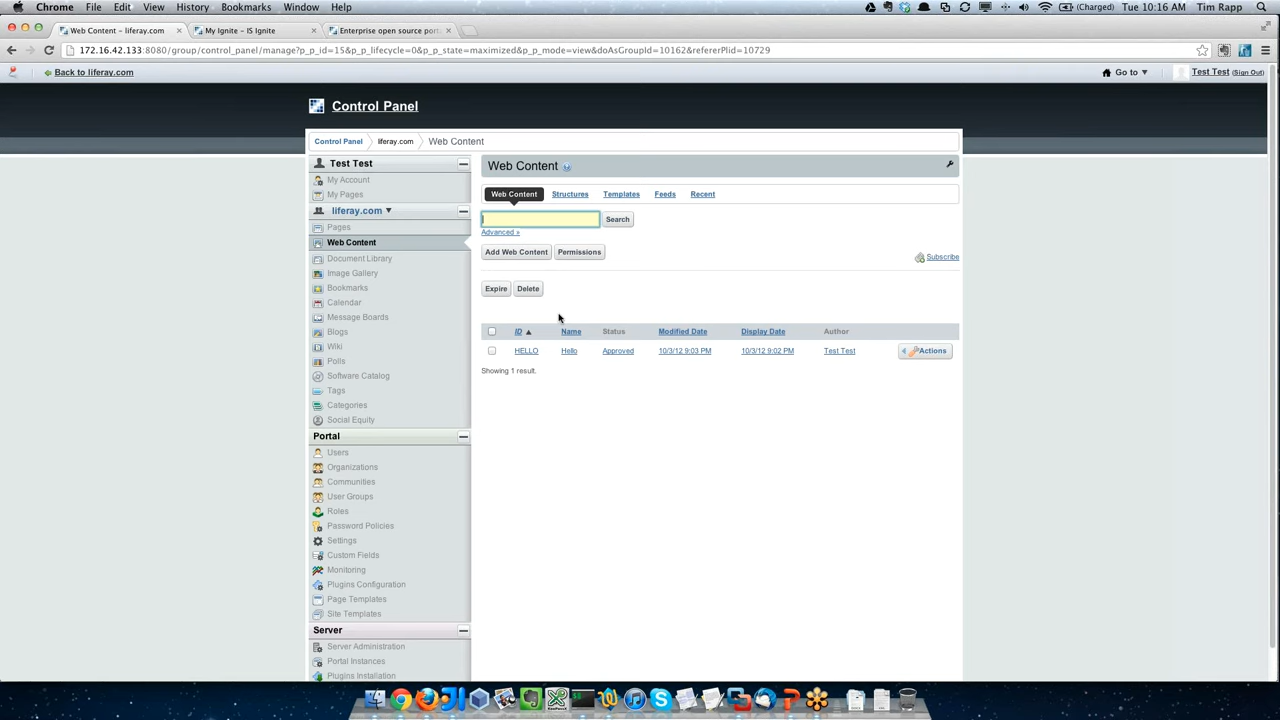 Chrome File Edit View History Bookmarks Window Help (Charged) Tue 10:16 AM Tim Rapp
Web Content – liferay.com My Ignite – IS Ignite Enterprise open source port
172.16.42.133:8080/group/control_panel/manage?p_p_id=15&p_p_lifecycle=0&p_p_state=maximized&p_p_mode=view&doAsGroupId=10162&refererPlid=10729
Back to liferay.com Go to Test Test (Sign Out)
Control Panel
Control Panel liferay.com Web Content
Test Test
My Account
My Pages
liferay.com
Pages
Web Content
Document Library
Image Gallery
Bookmarks
Calendar
Message Boards
Blogs
Wiki
Polls
Software Catalog
Tags
Categories
Social Equity
Portal
Users
Organizations
Communities
User Groups
Roles
Password Policies
Settings
Custom Fields
Monitoring
Plugins Configuration
Page Templates
Site Templates
Server
Server Administration
Portal Instances
Plugins Installation
Web Content
Web Content Structures Templates Feeds Recent
Search
Advanced »
Add Web Content Permissions
Subscribe
Expire Delete
ID Name Status Modified Date Display Date Author
HELLO Hello Approved 10/3/12 9:03 PM 10/3/12 9:02 PM Test Test Actions
Showing 1 result.